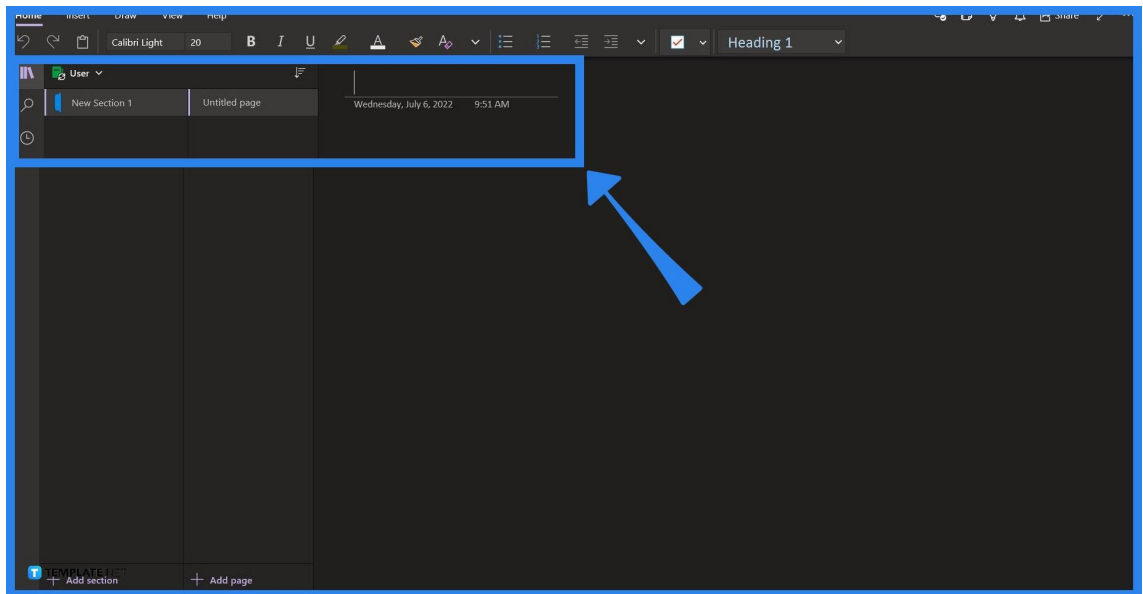 Home Insert Draw View Help Share
Calibri Light 20 B I U A A Heading 1
User
New Section 1 Untitled page
Wednesday, July 6, 2022 9:51 AM
TEMPLATE.NET
Add section Add page